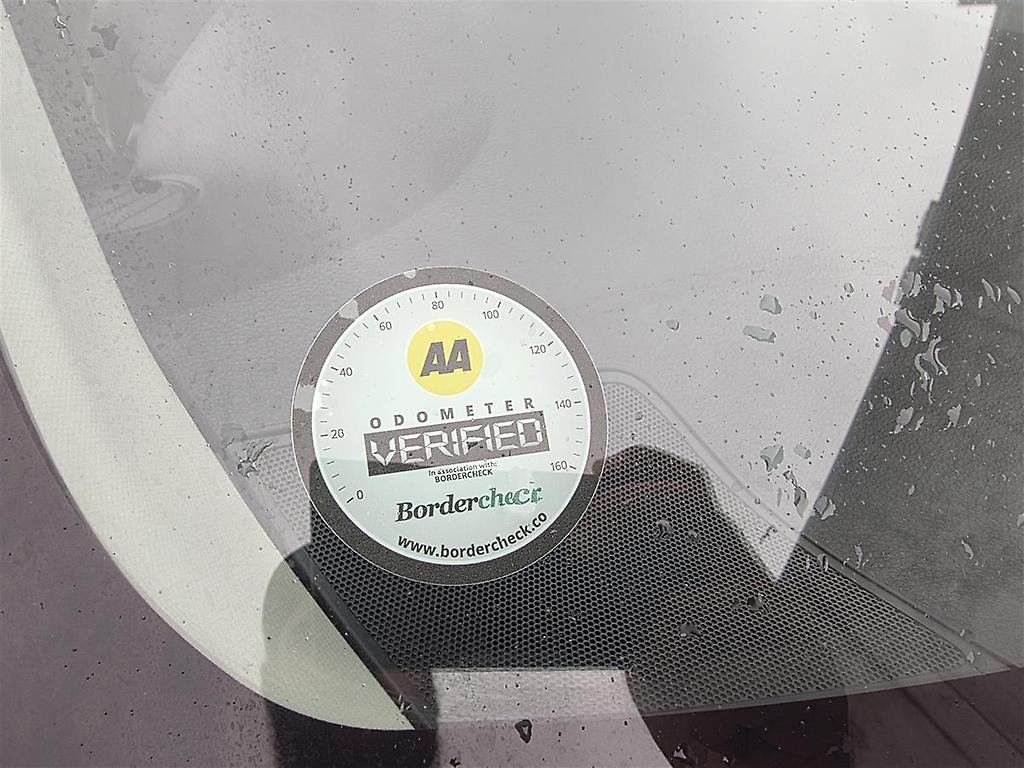 0
20
40
60
80
100
120
140
160
AA
ODOMETER
VERIFIED
In association with:
BORDERCHECK
Bordercheck
www.bordercheck.co